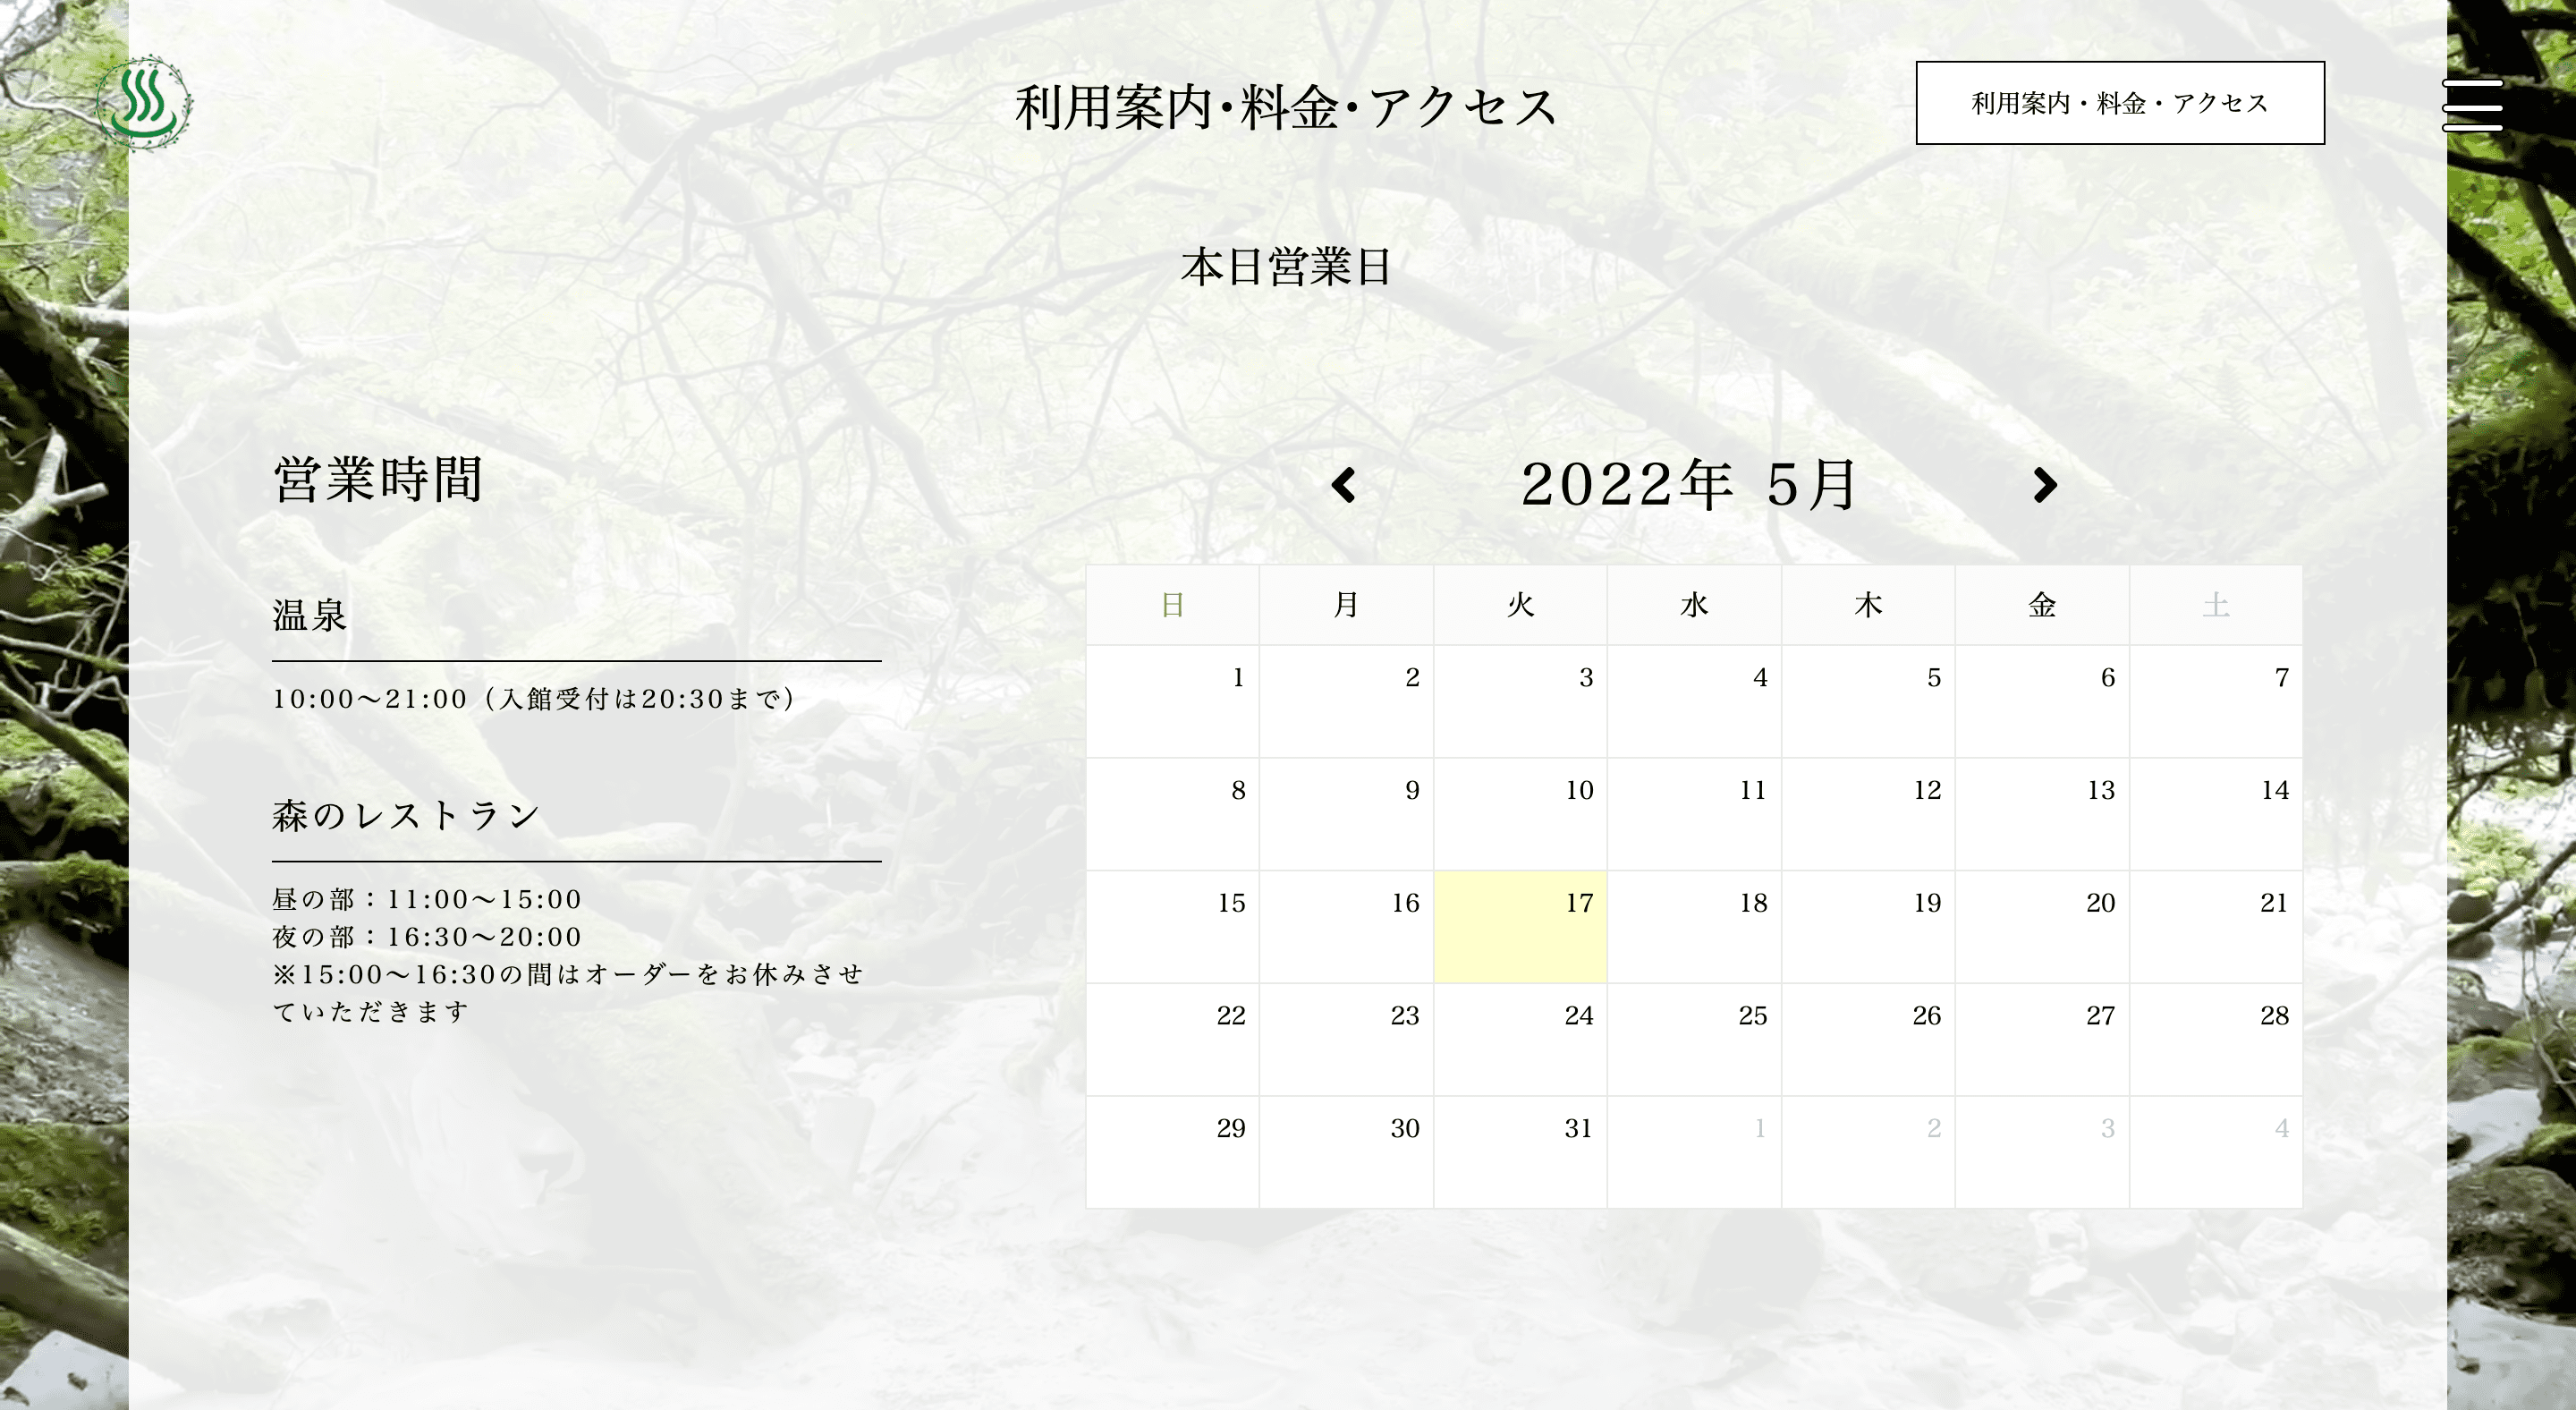 利用案内･料金･アクセス
利用案内・料金・アクセス
本日営業日
営業時間
温泉
10:00〜21:00（入館受付は20:30まで）
森のレストラン
昼の部：11:00〜15:00
夜の部：16:30〜20:00
※15:00〜16:30の間はオーダーをお休みさせ
ていただきます
2022年 5月
日 月 火 水 木 金 土
1 2 3 4 5 6 7
8 9 10 11 12 13 14
15 16 17 18 19 20 21
22 23 24 25 26 27 28
29 30 31 1 2 3 4